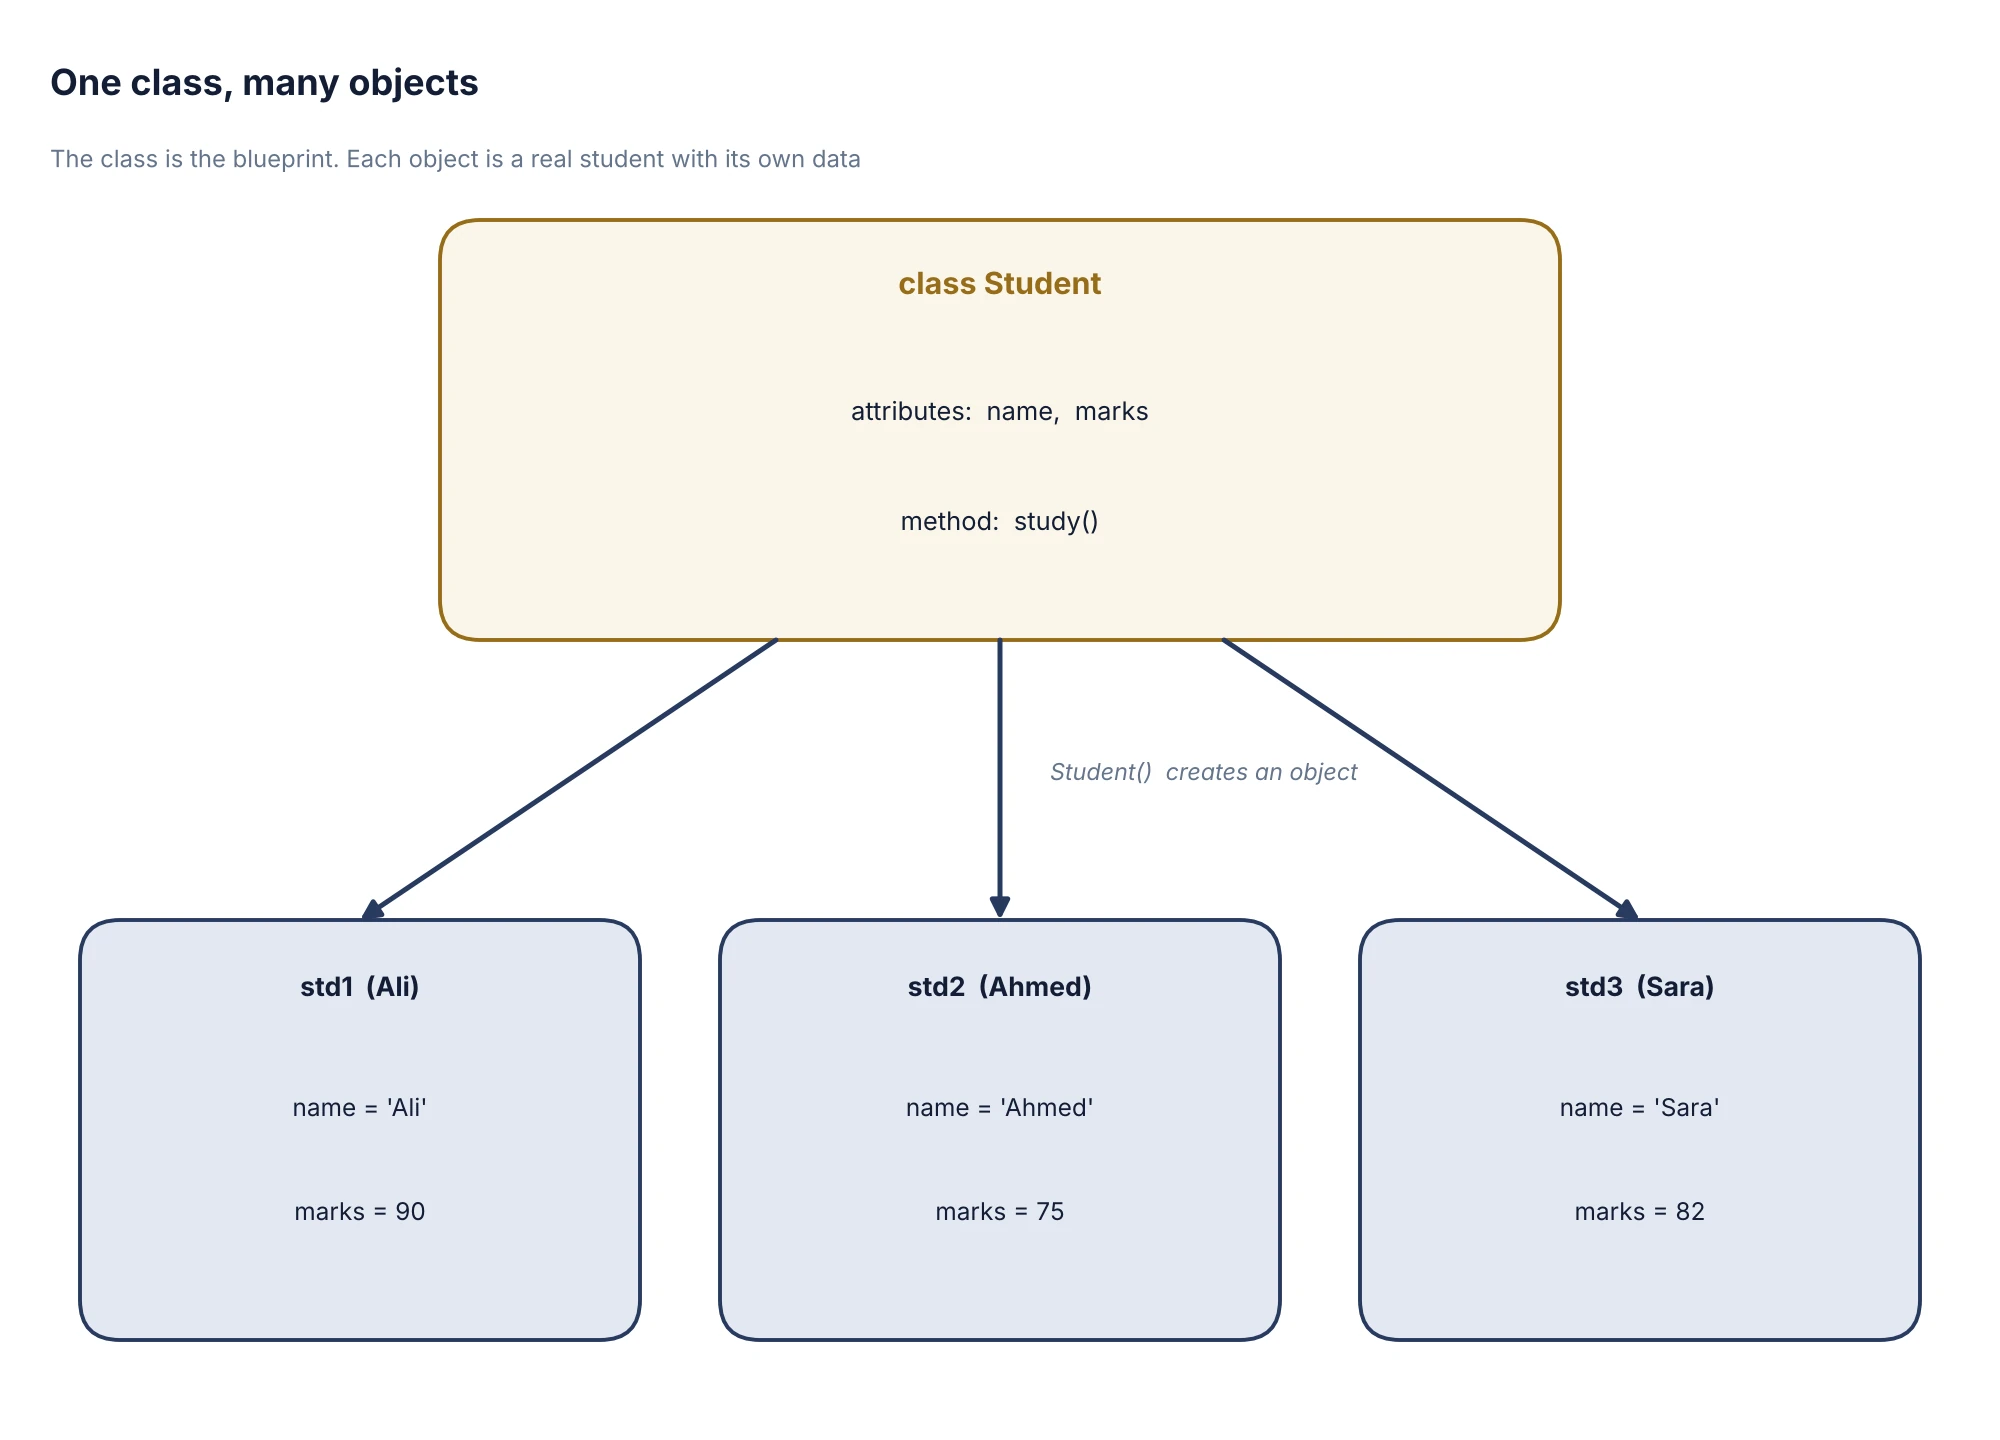 One class, many objects
The class is the blueprint. Each object is a real student with its own data
class Student
attributes:  name,  marks
method:  study()
Student()  creates an object
std1  (Ali)
name = 'Ali'
marks = 90
std2  (Ahmed)
name = 'Ahmed'
marks = 75
std3  (Sara)
name = 'Sara'
marks = 82